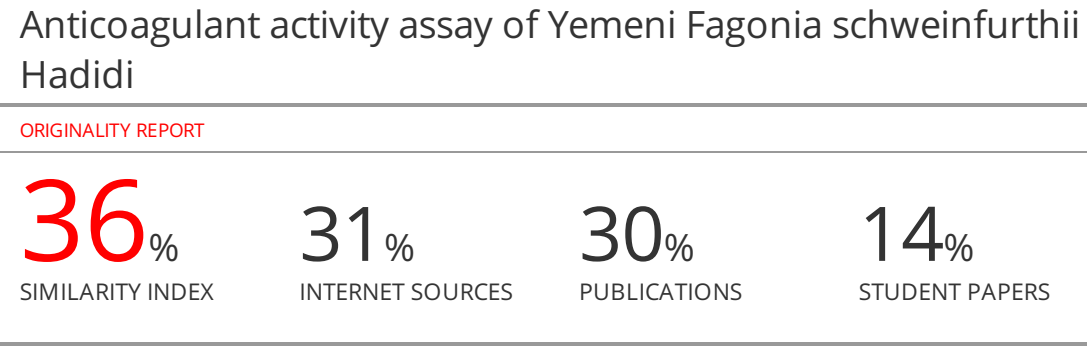 Anticoagulant activity assay of Yemeni Fagonia schweinfurthii
Hadidi
ORIGINALITY REPORT
36% 31% 30% 14%
SIMILARITY INDEX INTERNET SOURCES PUBLICATIONS STUDENT PAPERS